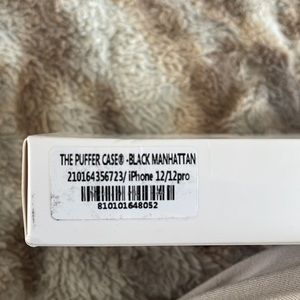 THE PUFFER CASE® -BLACK MANHATTAN
210164356723/ iPhone 12/12pro
810101648052